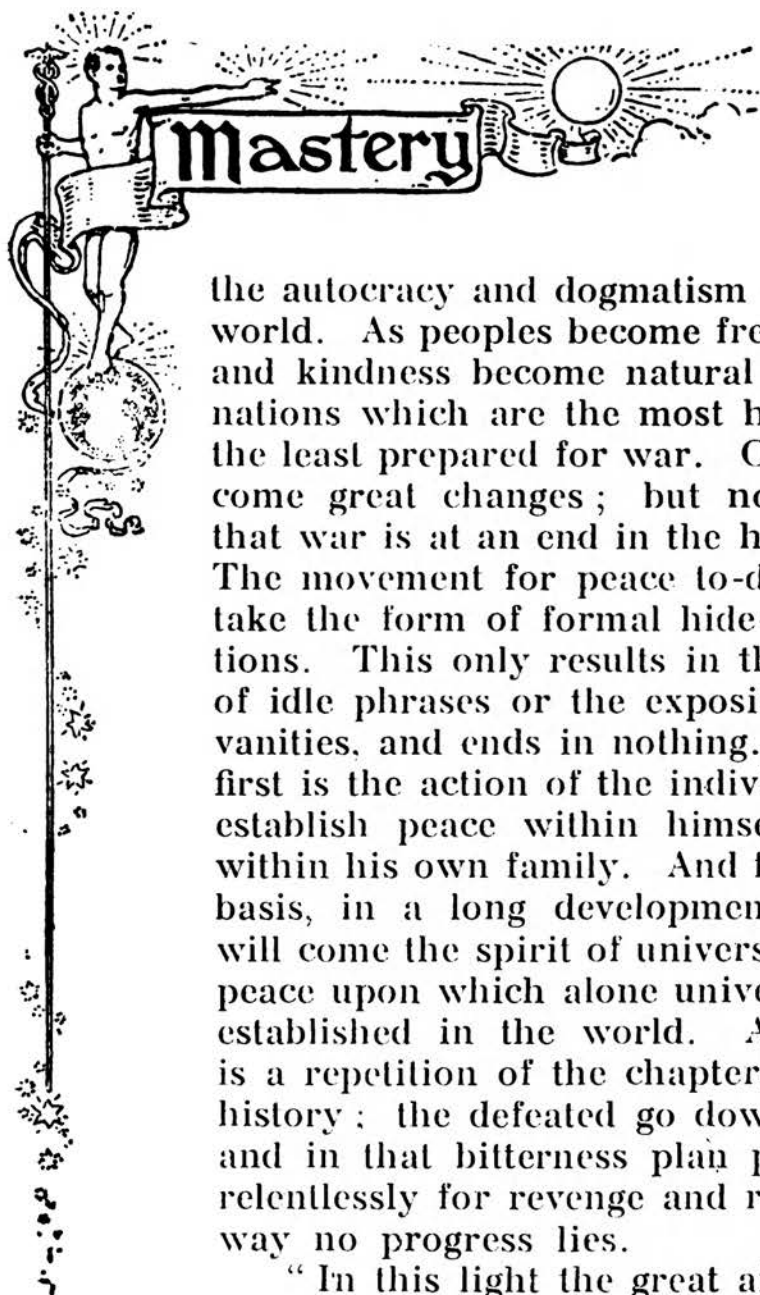 Mastery
the autocracy and dogmatism
world. As peoples become fre
and kindness become natural
nations which are the most h
the least prepared for war. C
come great changes; but no
that war is at an end in the h
The movement for peace to-d
take the form of formal hide
tions. This only results in th
of idle phrases or the exposi
vanities, and ends in nothing.
first is the action of the indiv
establish peace within himse
within his own family. And f
basis, in a long developmen
will come the spirit of univers
peace upon which alone unive
established in the world. A
is a repetition of the chapter
history; the defeated go dow
and in that bitterness plan p
relentlessly for revenge and r
way no progress lies.
“ In this light the great a